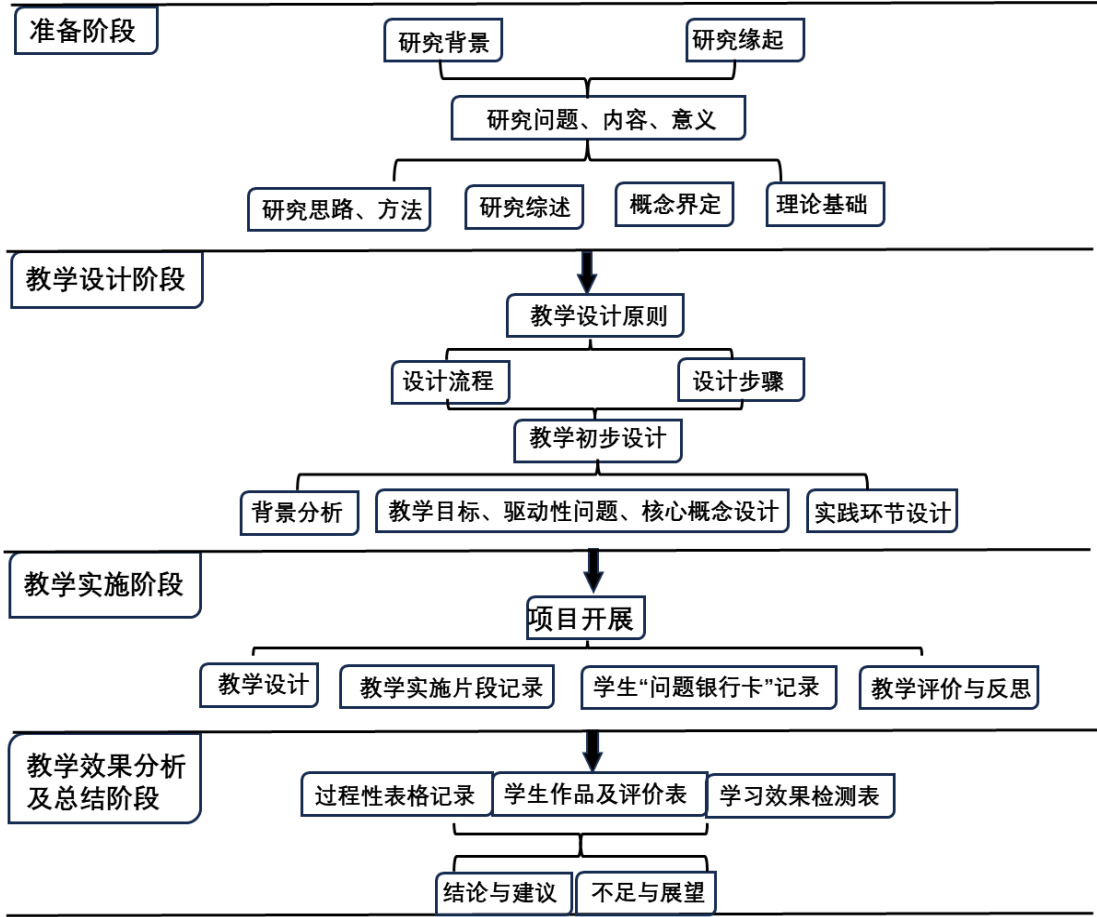 准备阶段
研究背景
研究缘起
研究问题、内容、意义
研究思路、方法
研究综述
概念界定
理论基础
教学设计阶段
教学设计原则
设计流程
设计步骤
教学初步设计
背景分析
教学目标、驱动性问题、核心概念设计
实践环节设计
教学实施阶段
项目开展
教学设计
教学实施片段记录
学生“问题银行卡”记录
教学评价与反思
教学效果分析
及总结阶段
过程性表格记录
学生作品及评价表
学习效果检测表
结论与建议
不足与展望